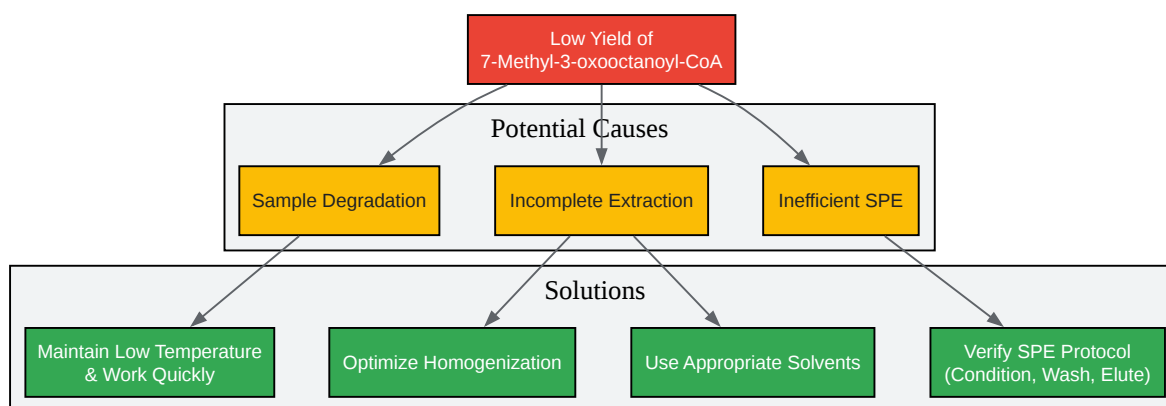 Low Yield of
7-Methyl-3-oxooctanoyl-CoA
Potential Causes
Sample Degradation
Incomplete Extraction
Inefficient SPE
Solutions
Maintain Low Temperature
& Work Quickly
Optimize Homogenization
Use Appropriate Solvents
Verify SPE Protocol
(Condition, Wash, Elute)